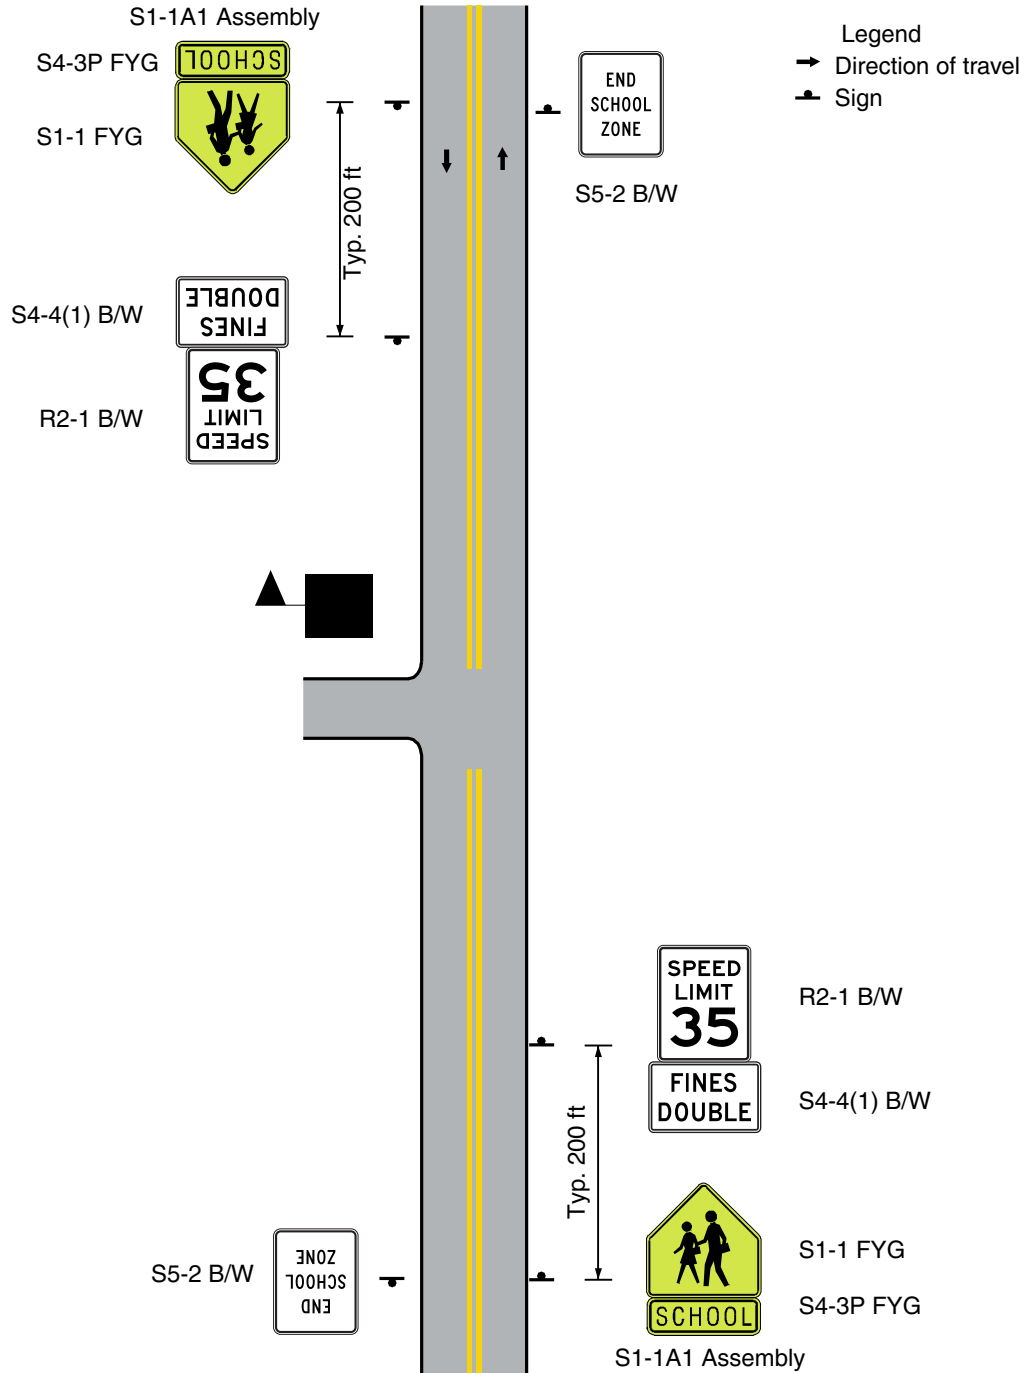 S1-1A1 Assembly
S4-3P FYG
SCHOOL
S1-1 FYG
Typ. 200 ft
S4-4(1) B/W
FINES
DOUBLE
R2-1 B/W
SPEED
LIMIT
35
END
SCHOOL
ZONE
S5-2 B/W
Legend
Direction of travel
Sign
SPEED
LIMIT
35
R2-1 B/W
FINES
DOUBLE
S4-4(1) B/W
Typ. 200 ft
S1-1 FYG
SCHOOL
S4-3P FYG
S1-1A1 Assembly
S5-2 B/W
END
SCHOOL
ZONE